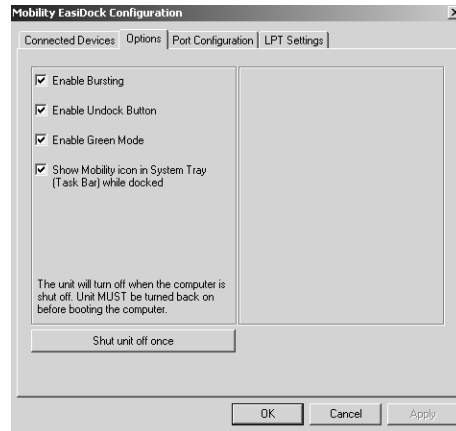 Mobility EasiDock Configuration
Connected Devices Options Port Configuration LPT Settings
Enable Bursting
Enable Undock Button
Enable Green Mode
Show Mobility icon in System Tray
(Task Bar) while docked
The unit will turn off when the computer is
shut off. Unit MUST be turned back on
before booting the computer.
Shut unit off once
OK Cancel Apply